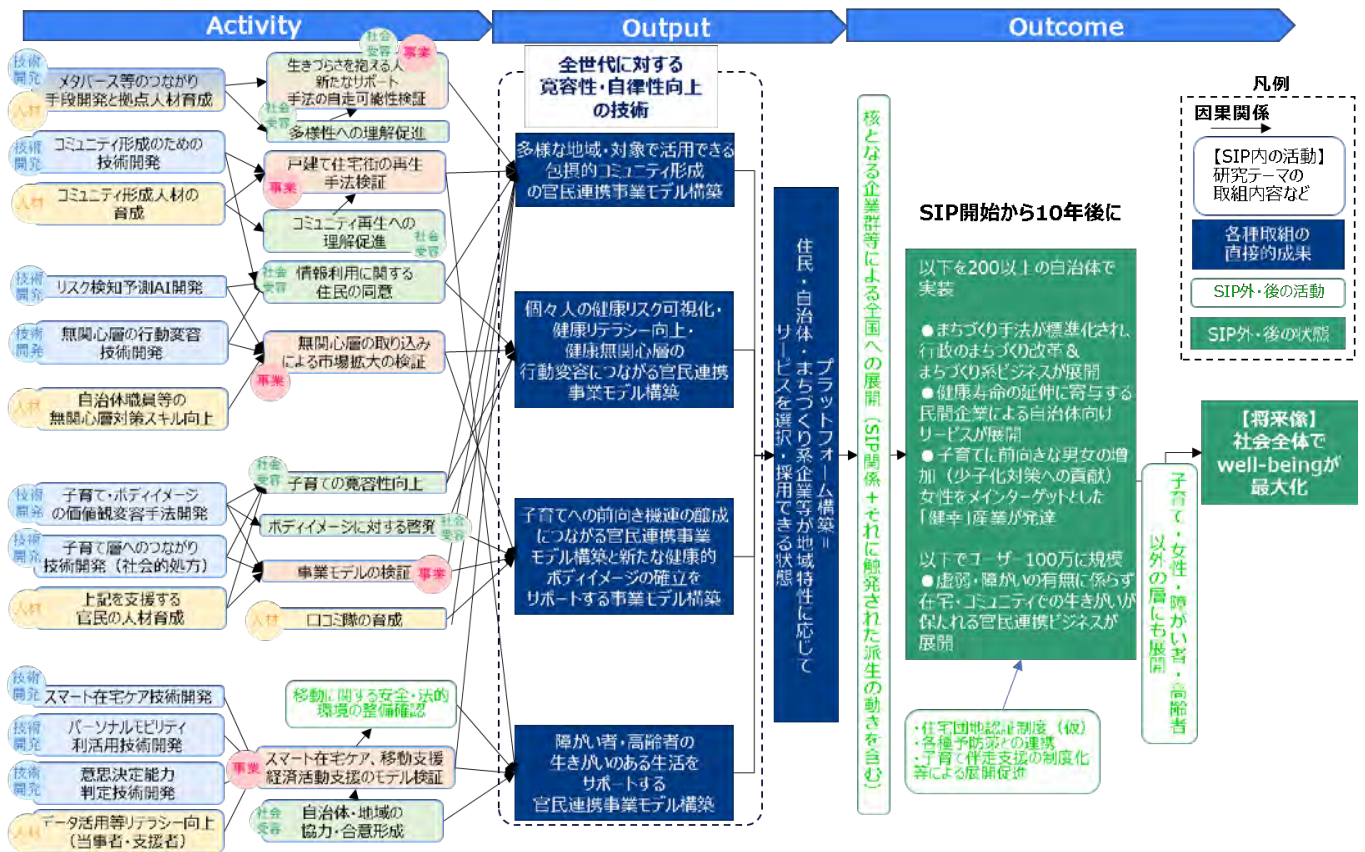 Activity
Output
Outcome
技術
開発
メタバース等のつながり
手段開発と拠点人材育成
人材
技術
開発
コミュニティ形成のための
技術開発
人材
コミュニティ形成人材の
育成
技術
開発
リスク検知予測AI開発
技術
開発
無関心層の行動変容
技術開発
人材
自治体職員等の
無関心層対策スキル向上
技術
開発
子育て・ボディイメージ
の価値観変容手法開発
技術
開発
子育て層へのつながり
技術開発（社会的処方）
人材
上記を支援する
官民の人材育成
技術
開発
スマート在宅ケア技術開発
技術
開発
パーソナルモビリティ
利活用技術開発
技術
開発
意思決定能力
判定技術開発
人材
データ活用等リテラシー向上
（当事者・支援者）
社会
受容
事業
生きづらさを抱える人
新たなサポート
手法の自走可能性検証
社会
受容
多様性への理解促進
戸建て住宅街の再生
手法検証
事業
コミュニティ再生への
理解促進
社会
受容
社会
受容
情報利用に関する
住民の同意
無関心層の取り込み
による市場拡大の検証
事業
社会
受容
子育ての寛容性向上
ボディイメージに対する啓発
社会
受容
事業モデルの検証
事業
人材
口コミ隊の育成
移動に関する安全・法的
環境の整備確認
事業
スマート在宅ケア、移動支援
経済活動支援のモデル検証
社会
受容
自治体・地域の
協力・合意形成
全世代に対する
寛容性・自律性向上
の技術
多様な地域・対象で活用できる
包摂的コミュニティ形成
の官民連携事業モデル構築
個々人の健康リスク可視化・
健康リテラシー向上・
健康無関心層の
行動変容につながる官民連携
事業モデル構築
子育てへの前向き機運の醸成
につながる官民連携事業
モデル構築と新たな健康的
ボディイメージの確立を
サポートする事業モデル構築
障がい者・高齢者の
生きがいのある生活を
サポートする
官民連携事業モデル構築
プラットフォーム構築＝
住民・自治体・まちづくり系企業等が地域特性に応じて
サービスを選択・採用できる状態
核となる企業群等による全国への展開（SIP関係＋それに触発された派生の動きを含む）
SIP開始から10年後に
以下を200以上の自治体で
実装
●まちづくり手法が標準化され、
行政のまちづくり改革＆
まちづくり系ビジネスが展開
●健康寿命の延伸に寄与する
民間企業による自治体向け
サービスが展開
●子育てに前向きな男女の増
加（少子化対策への貢献）
女性をメインターゲットとした
「健幸」産業が発達
以下でユーザー100万に規模
●虚弱・障がいの有無に係らず
住宅・コミュニティでの生きがいが
保たれる官民連携ビジネスが
展開
・住宅団地認証制度（仮）
・各種予防策との連携
・子育て伴走支援の制度化
等による展開促進
子育て・女性・障がい者・高齢者
以外の層にも展開
【将来像】
社会全体で
well-beingが
最大化
凡例
因果関係
【SIP内の活動】
研究テーマの
取組内容など
各種取組の
直接的成果
SIP外・後の活動
SIP外・後の状態